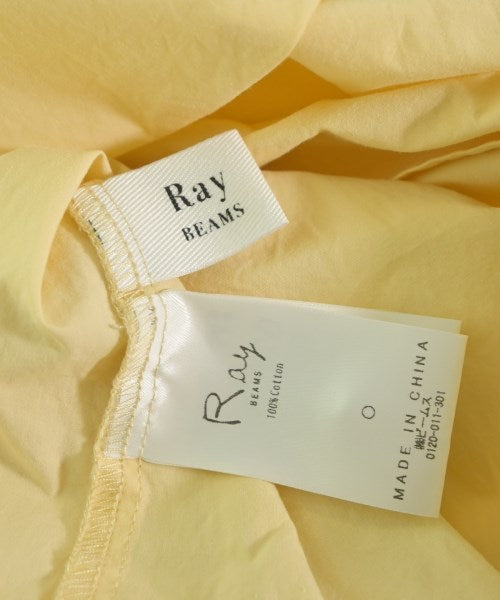 Ray
BEAMS
Ray
BEAMS
100%Cotton
MADE IN CHINA
㈱ビームス
0120-011-301